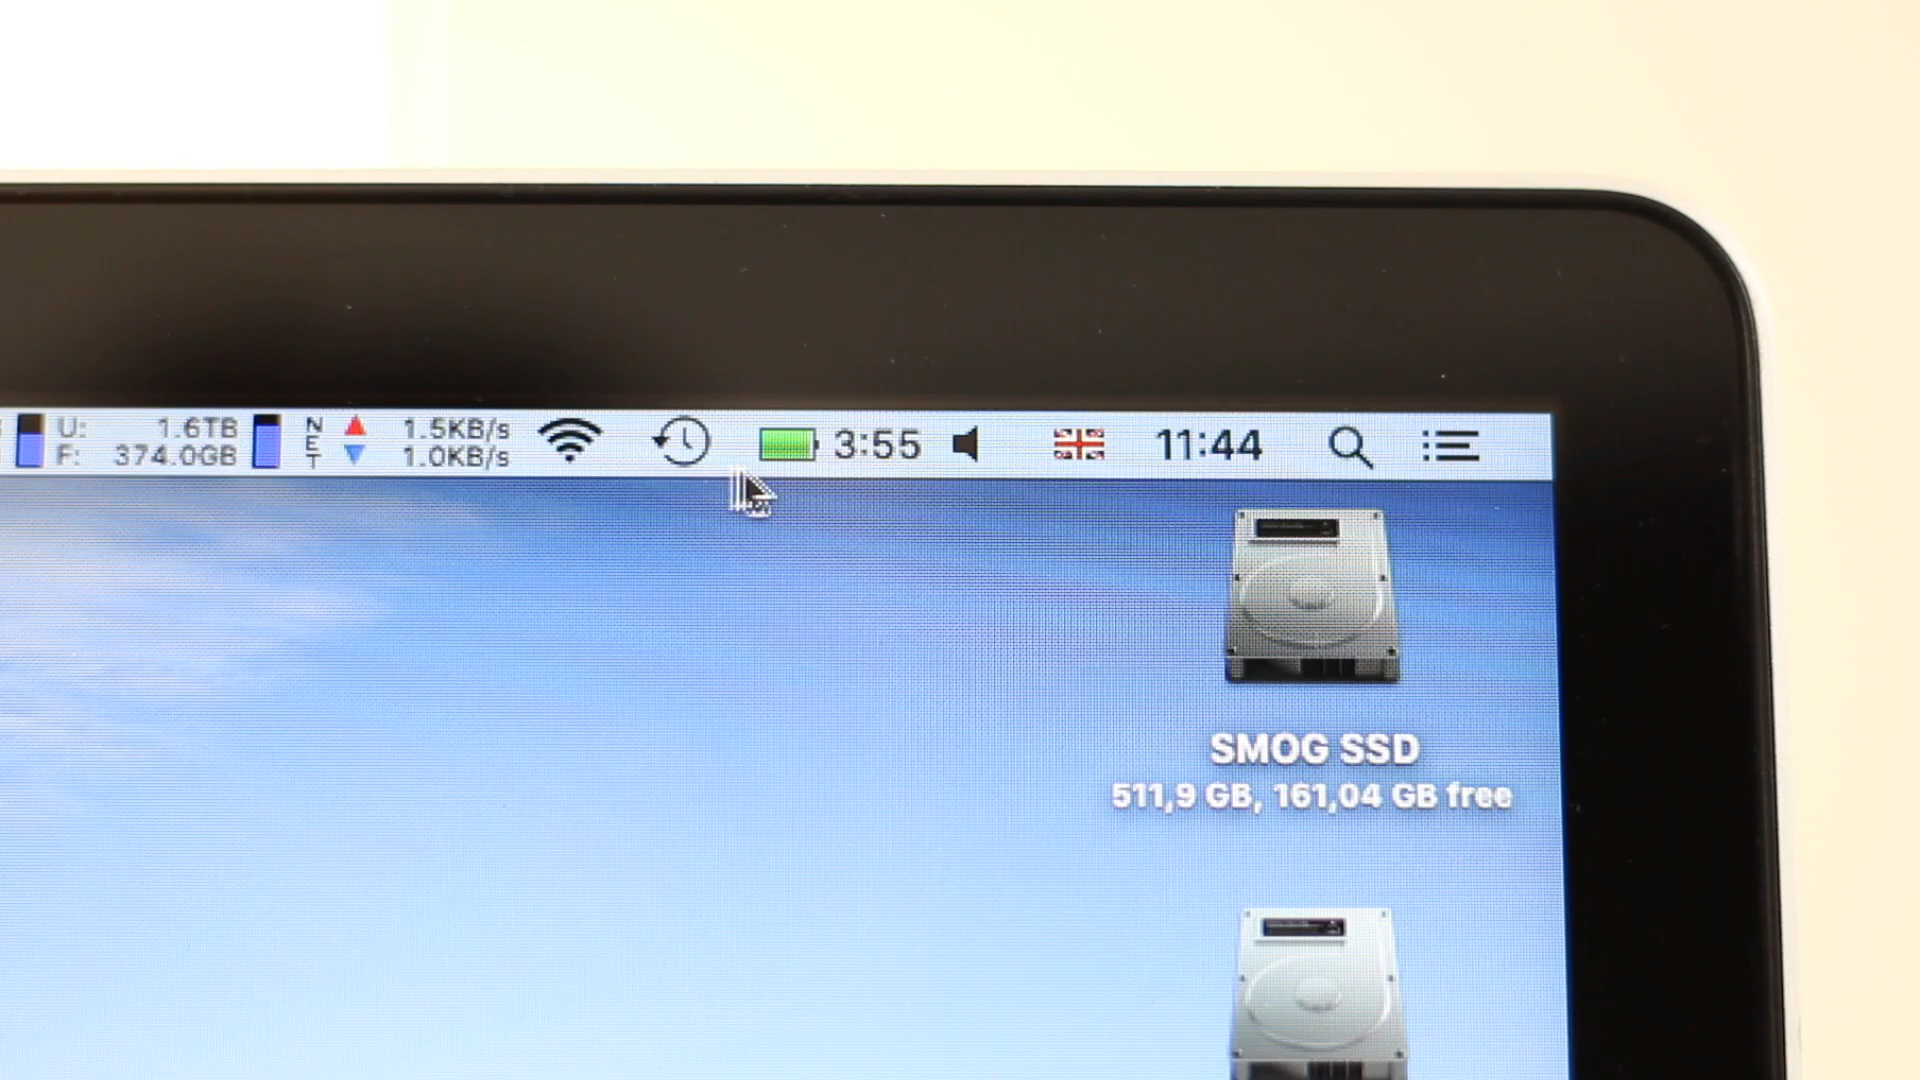 U: 1.6TB
F: 374.0GB
NET
1.5KB/s
1.0KB/s
3:55
11:44
SMOG SSD
511,9 GB, 161,04 GB free